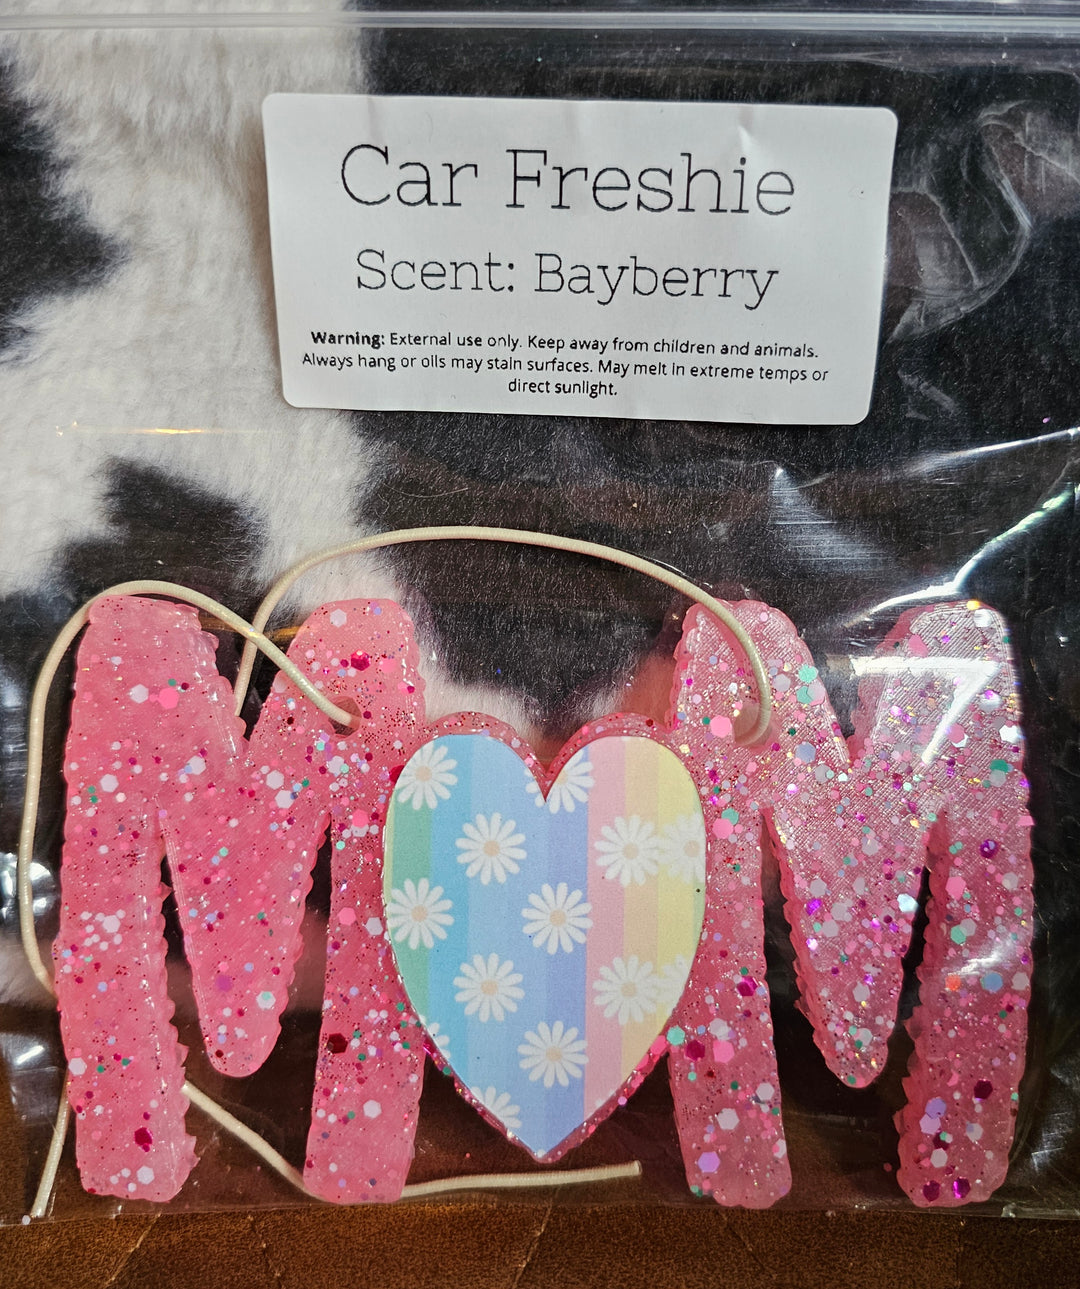 Car Freshie
Scent: Bayberry
Warning: External use only. Keep away from children and animals.
Always hang or oils may stain surfaces. May melt in extreme temps or
direct sunlight.
MOM